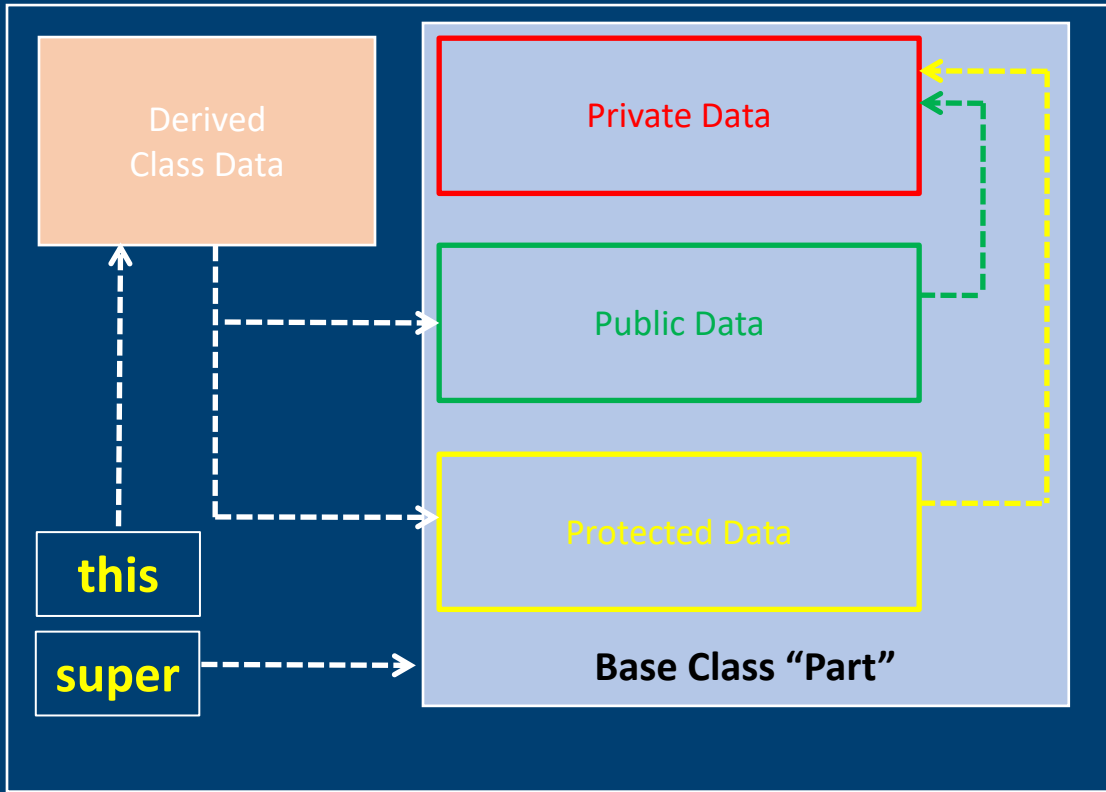 Derived
Class Data
Private Data
Public Data
Protected Data
this
super
Base Class “Part”